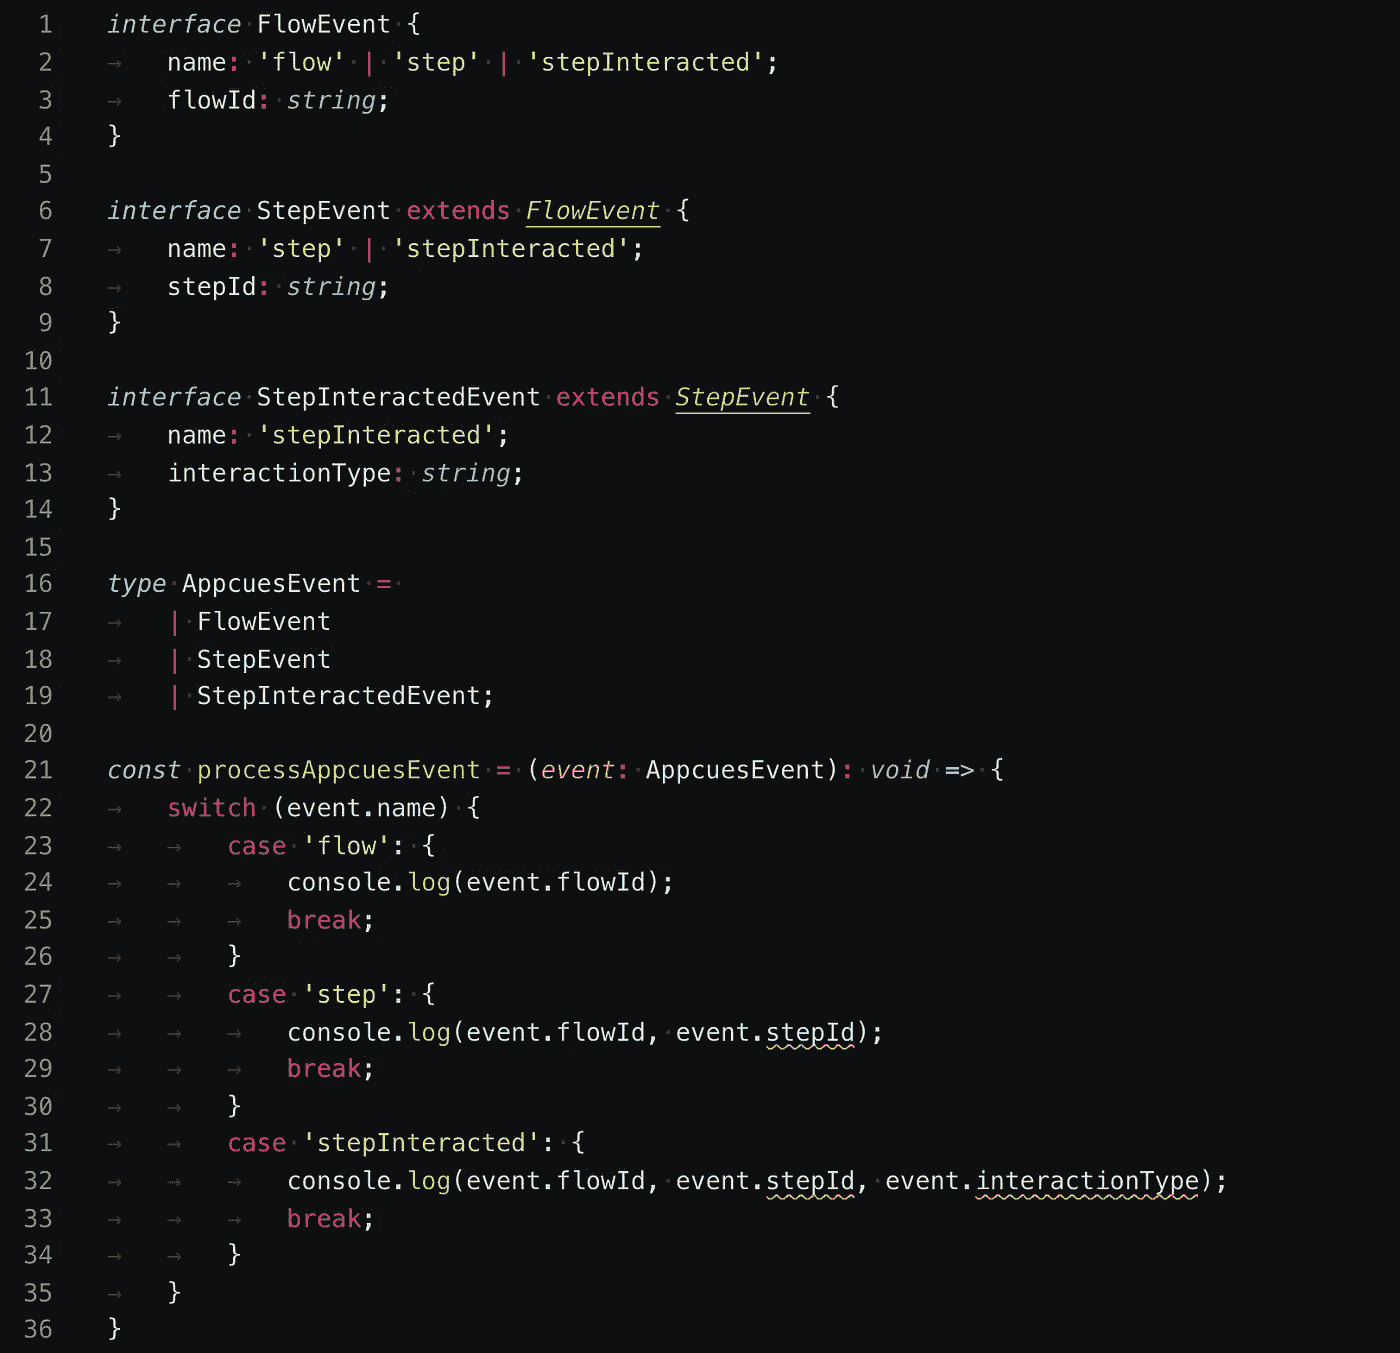 1 interface FlowEvent {
2 name: 'flow' | 'step' | 'stepInteracted';
3 flowId: string;
4 }
5
6 interface StepEvent extends FlowEvent {
7 name: 'step' | 'stepInteracted';
8 stepId: string;
9 }
10
11 interface StepInteractedEvent extends StepEvent {
12 name: 'stepInteracted';
13 interactionType: string;
14 }
15
16 type AppcuesEvent =
17 | FlowEvent
18 | StepEvent
19 | StepInteractedEvent;
20
21 const processAppcuesEvent = (event: AppcuesEvent): void => {
22 switch (event.name) {
23 case 'flow': {
24 console.log(event.flowId);
25 break;
26 }
27 case 'step': {
28 console.log(event.flowId, event.stepId);
29 break;
30 }
31 case 'stepInteracted': {
32 console.log(event.flowId, event.stepId, event.interactionType);
33 break;
34 }
35 }
36 }